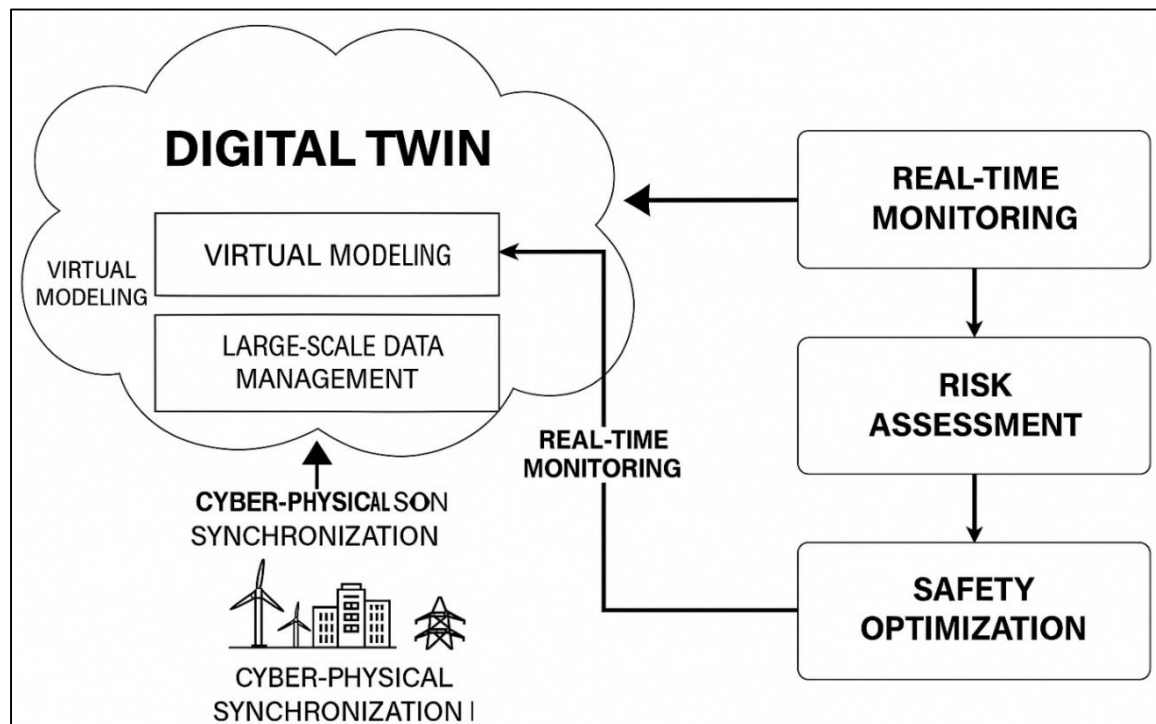 DIGITAL TWIN
VIRTUAL MODELING
VIRTUAL
MODELING
LARGE-SCALE DATA
MANAGEMENT
CYBER-PHYSICALSON
SYNCHRONIZATION
CYBER-PHYSICAL
SYNCHRONIZATION |
REAL-TIME
MONITORING
REAL-TIME
MONITORING
RISK
ASSESSMENT
SAFETY
OPTIMIZATION